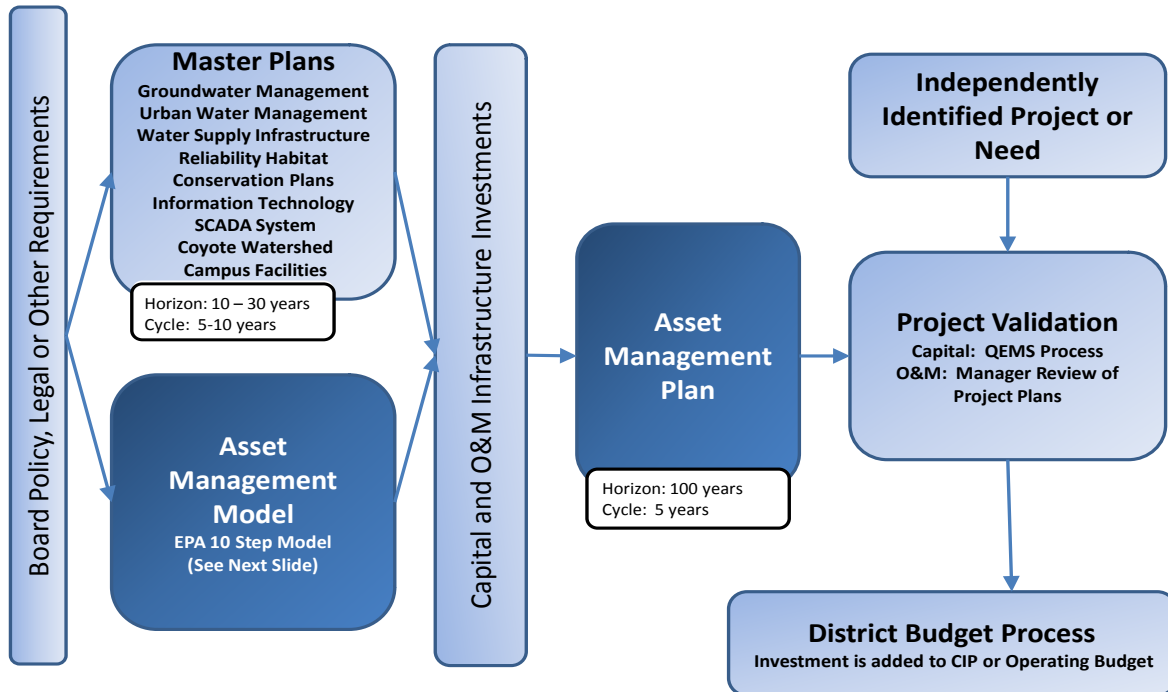 Board Policy, Legal or Other Requirements
Master Plans
Groundwater Management
Urban Water Management
Water Supply Infrastructure
Reliability Habitat
Conservation Plans
Information Technology
SCADA System
Coyote Watershed
Campus Facilities
Horizon: 10 – 30 years
Cycle: 5-10 years
Asset
Management
Model
EPA 10 Step Model
(See Next Slide)
Capital and O&M Infrastructure Investments
Asset
Management
Plan
Horizon: 100 years
Cycle: 5 years
Independently
Identified Project or
Need
Project Validation
Capital: QEMS Process
O&M: Manager Review of
Project Plans
District Budget Process
Investment is added to CIP or Operating Budget